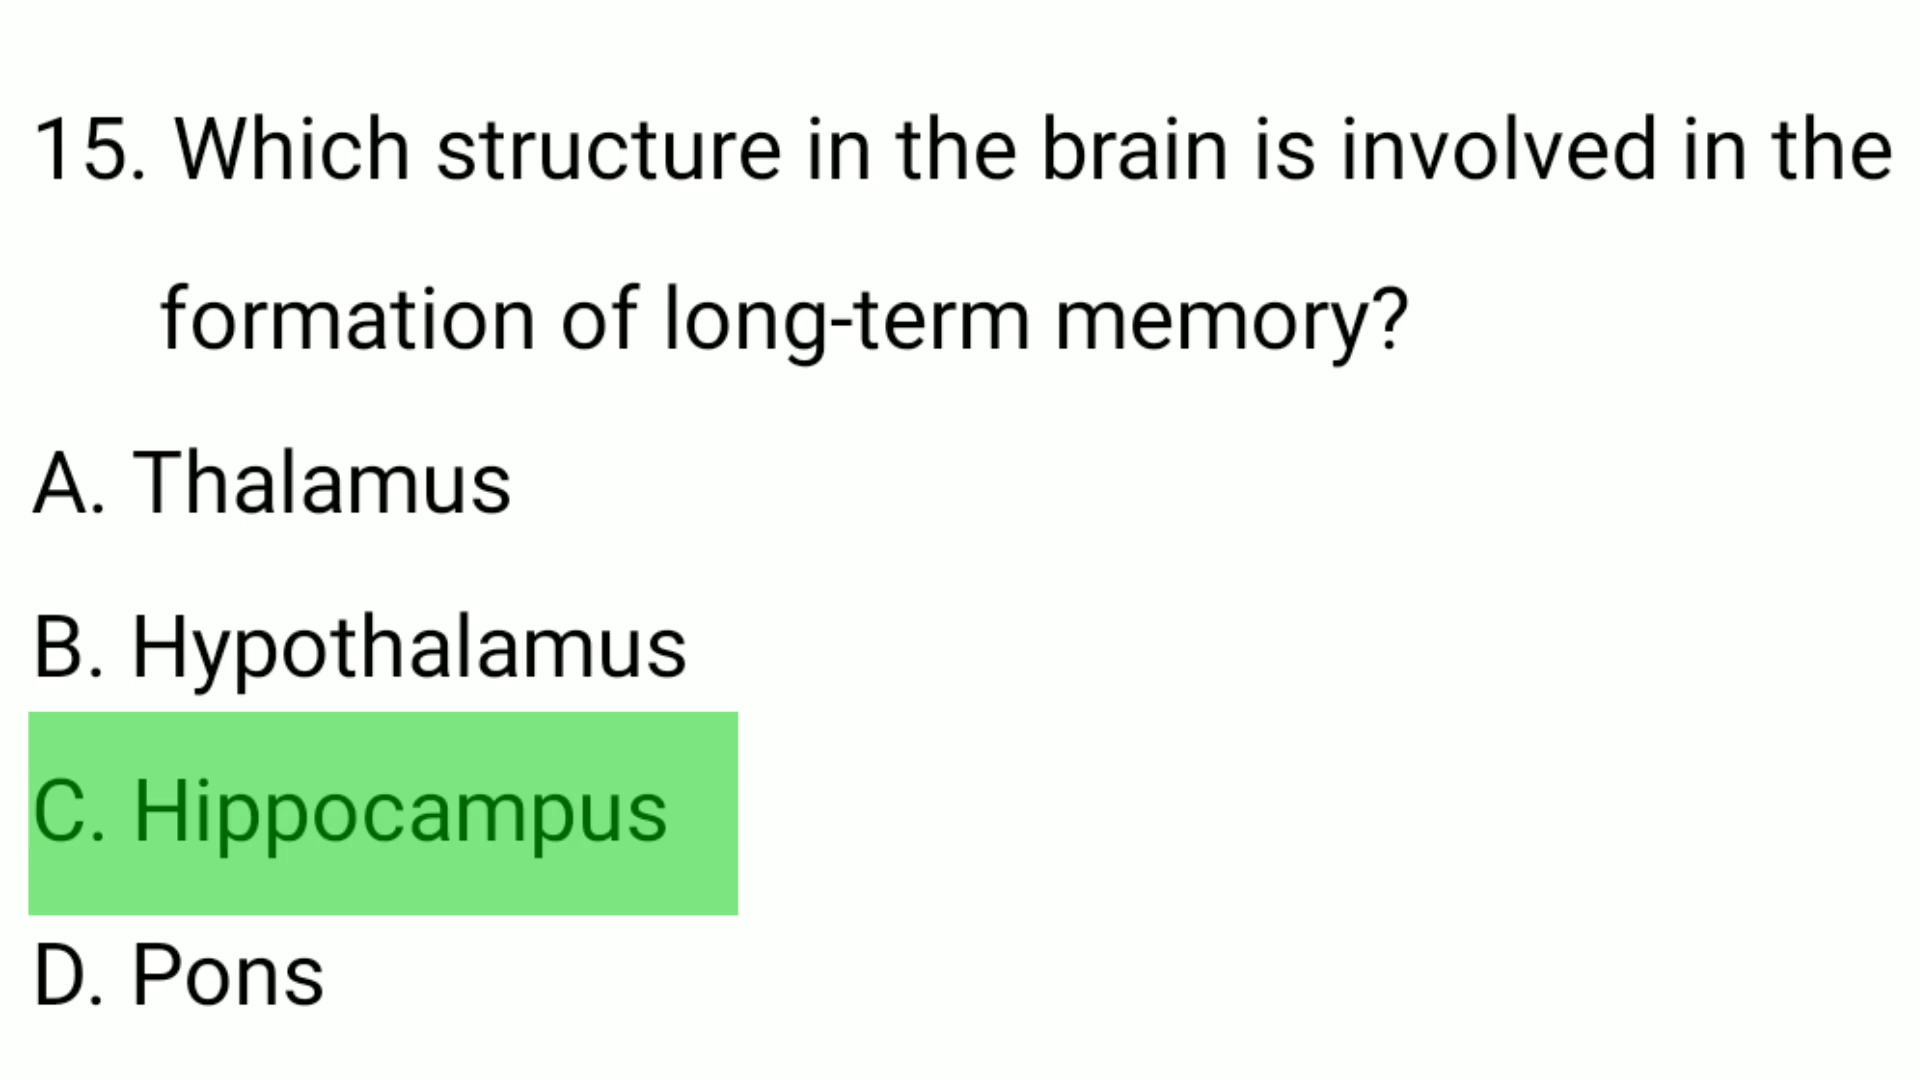 15. Which structure in the brain is involved in the
formation of long-term memory?
A. Thalamus
B. Hypothalamus
C. Hippocampus
D. Pons